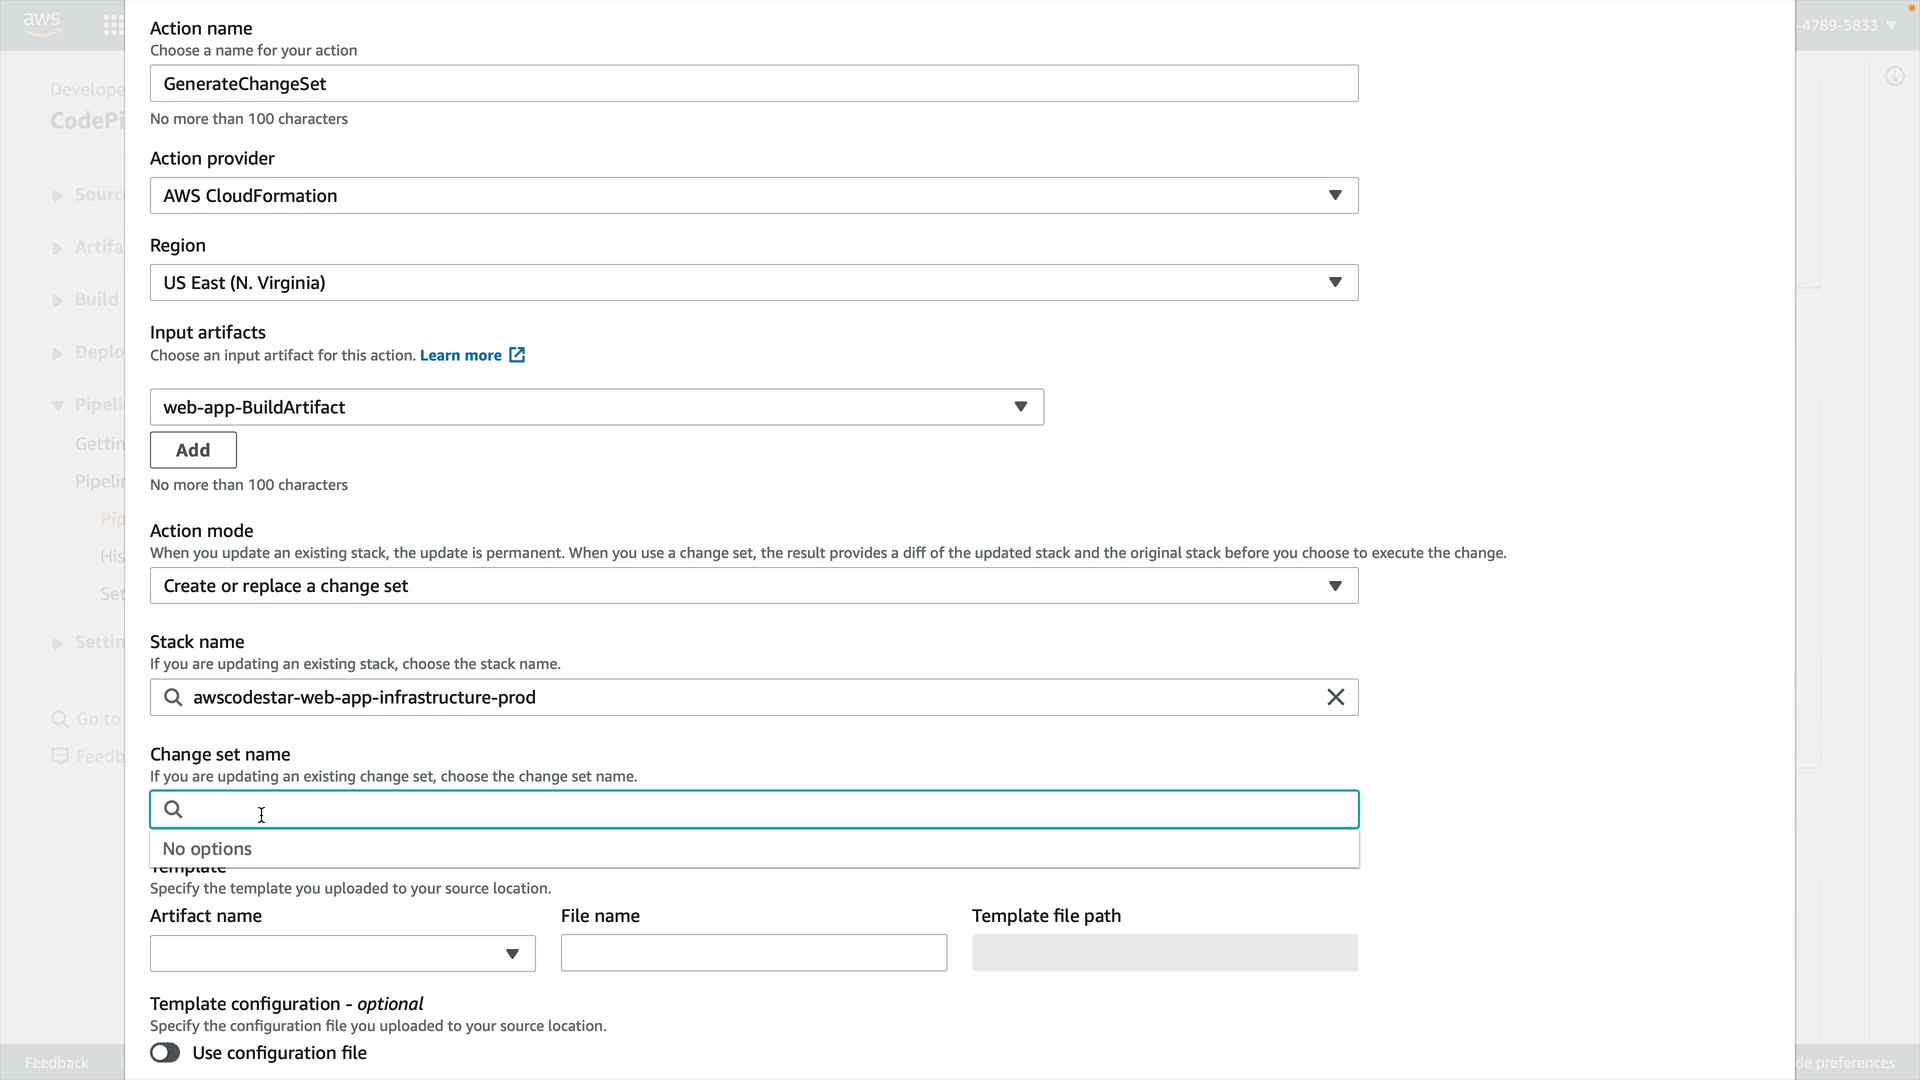 aws
-4789-5833
Develope
CodePi
Sourc
Artifa
Build
Deplo
Pipeli
Gettin
Pipelin
Pip
His
Set
Settin
Go to
Feedb
Action name
Choose a name for your action
GenerateChangeSet
No more than 100 characters
Action provider
AWS CloudFormation
Region
US East (N. Virginia)
Input artifacts
Choose an input artifact for this action. Learn more
web-app-BuildArtifact
Add
No more than 100 characters
Action mode
When you update an existing stack, the update is permanent. When you use a change set, the result provides a diff of the updated stack and the original stack before you choose to execute the change.
Create or replace a change set
Stack name
If you are updating an existing stack, choose the stack name.
awscodestar-web-app-infrastructure-prod
Change set name
If you are updating an existing change set, choose the change set name.
No options
Template
Specify the template you uploaded to your source location.
Artifact name File name Template file path
Template configuration - optional
Specify the configuration file you uploaded to your source location.
Use configuration file
Feedback
kie preferences